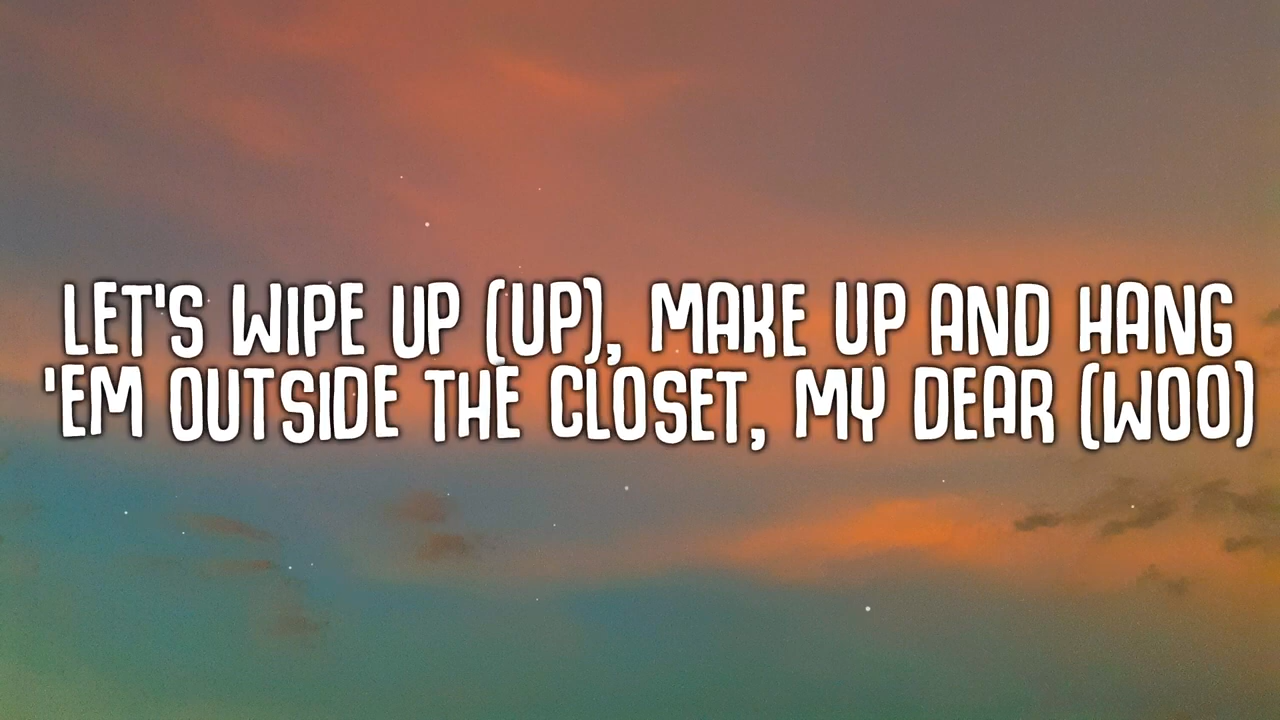 LET'S WIPE UP (UP), MAKE UP AND HANG
'EM OUTSIDE THE CLOSET, MY DEAR (WOO)